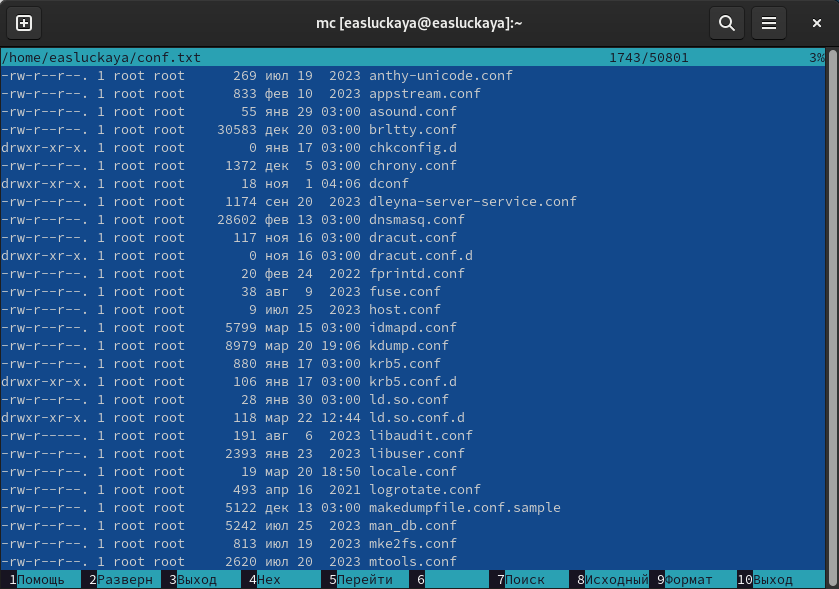 mc [easluckaya@easluckaya]:~
/home/easluckaya/conf.txt 1743/50801 3%
-rw-r--r--. 1 root root 269 июл 19 2023 anthy-unicode.conf
-rw-r--r--. 1 root root 833 фев 10 2023 appstream.conf
-rw-r--r--. 1 root root 55 янв 29 03:00 asound.conf
-rw-r--r--. 1 root root 30583 дек 20 03:00 brltty.conf
drwxr-xr-x. 1 root root 0 янв 17 03:00 chkconfig.d
-rw-r--r--. 1 root root 1372 дек 5 03:00 chrony.conf
drwxr-xr-x. 1 root root 18 ноя 1 04:06 dconf
-rw-r--r--. 1 root root 1174 сен 20 2023 dleyna-server-service.conf
-rw-r--r--. 1 root root 28602 фев 13 03:00 dnsmasq.conf
-rw-r--r--. 1 root root 117 ноя 16 03:00 dracut.conf
drwxr-xr-x. 1 root root 0 ноя 16 03:00 dracut.conf.d
-rw-r--r--. 1 root root 20 фев 24 2022 fprintd.conf
-rw-r--r--. 1 root root 38 авг 9 2023 fuse.conf
-rw-r--r--. 1 root root 9 июл 25 2023 host.conf
-rw-r--r--. 1 root root 5799 мар 15 03:00 idmapd.conf
-rw-r--r--. 1 root root 8979 мар 20 19:06 kdump.conf
-rw-r--r--. 1 root root 880 янв 17 03:00 krb5.conf
drwxr-xr-x. 1 root root 106 янв 17 03:00 krb5.conf.d
-rw-r--r--. 1 root root 28 янв 30 03:00 ld.so.conf
drwxr-xr-x. 1 root root 118 мар 22 12:44 ld.so.conf.d
-rw-r-----. 1 root root 191 авг 6 2023 libaudit.conf
-rw-r--r--. 1 root root 2393 янв 23 2023 libuser.conf
-rw-r--r--. 1 root root 19 мар 20 18:50 locale.conf
-rw-r--r--. 1 root root 493 апр 16 2021 logrotate.conf
-rw-r--r--. 1 root root 5122 дек 13 03:00 makedumpfile.conf.sample
-rw-r--r--. 1 root root 5242 июл 25 2023 man_db.conf
-rw-r--r--. 1 root root 813 июл 19 2023 mke2fs.conf
-rw-r--r--. 1 root root 2620 июл 20 2023 mtools.conf
1Помощь 2Разверн 3Выход 4Hex 5Перейти 6 7Поиск 8Исходный 9Формат 10Выход